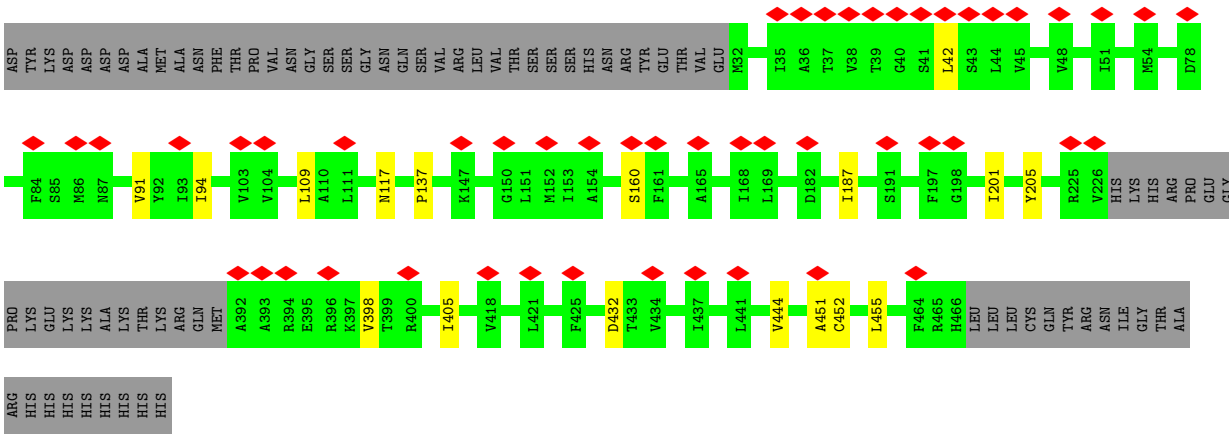 ASP TYR LYS ASP ASP ASP ASP ALA MET ALA ASN PHE THR PRO VAL ASN GLY SER SER GLY ASN GLN SER VAL ARG LEU VAL THR SER SER SER HIS ASN ARG TYR GLU THR VAL GLU M32 I35 A36 T37 V38 T39 G40 S41 L42 S43 L44 V45 V48 I51 M54 D78
F84 S85 M86 N87 V91 Y92 I93 I94 V103 V104 L109 A110 L111 N117 P137 K147 G150 L151 M152 I153 A154 S160 F161 A165 I168 L169 D182 I187 S191 F197 G198 I201 Y205 R225 V226 HIS LYS HIS ARG PRO GLU GLY
PRO LYS GLU LYS LYS ALA LYS THR LYS ARG GLN MET A392 A393 R394 E395 R396 K397 V398 T399 R400 I405 V418 L421 F425 D432 T433 V434 I437 L441 V444 A451 C452 L455 F464 R465 H466 LEU LEU LEU CYS GLN TYR ARG ASN ILE GLY THR ALA
ARG HIS HIS HIS HIS HIS HIS HIS HIS